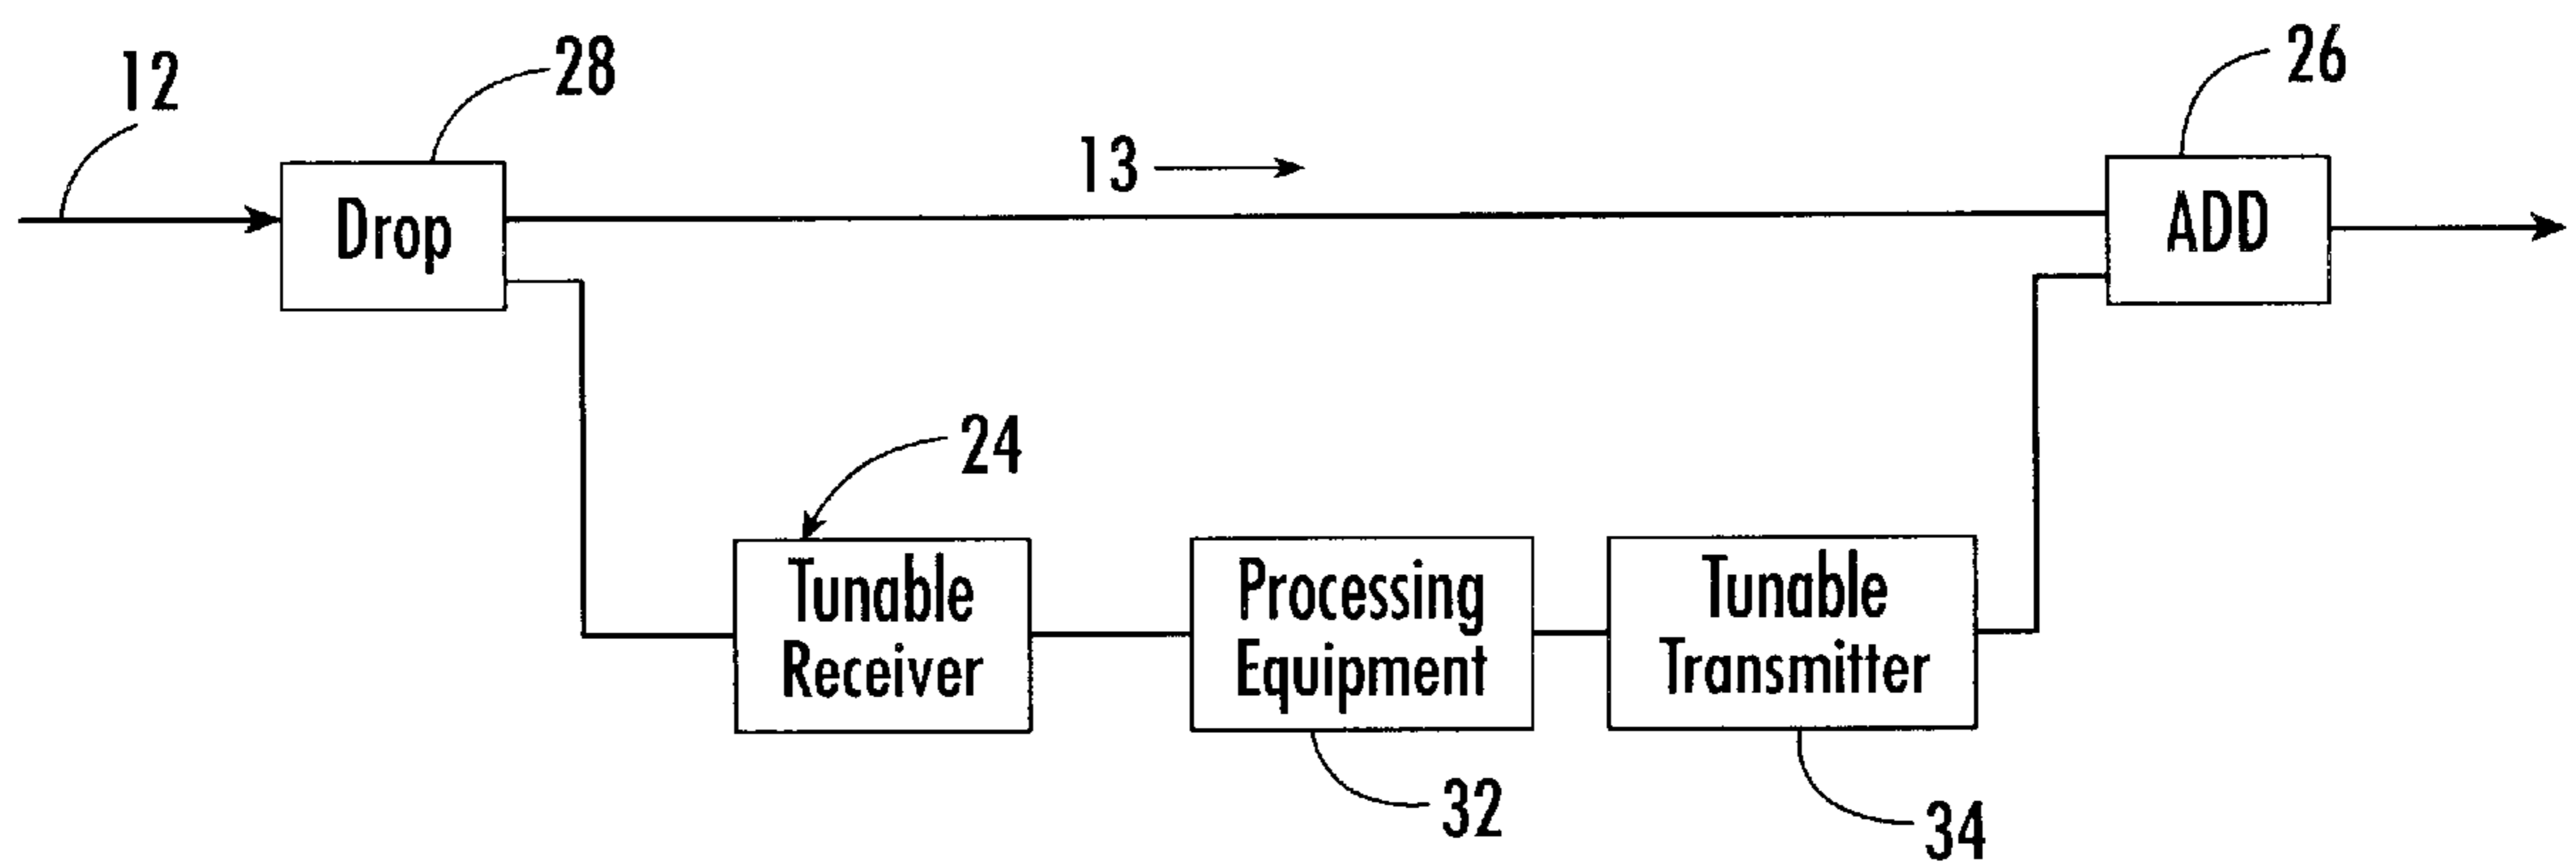 12
28
26
13
Drop
ADD
24
Tunable
Receiver
Processing
Equipment
Tunable
Transmitter
32
34